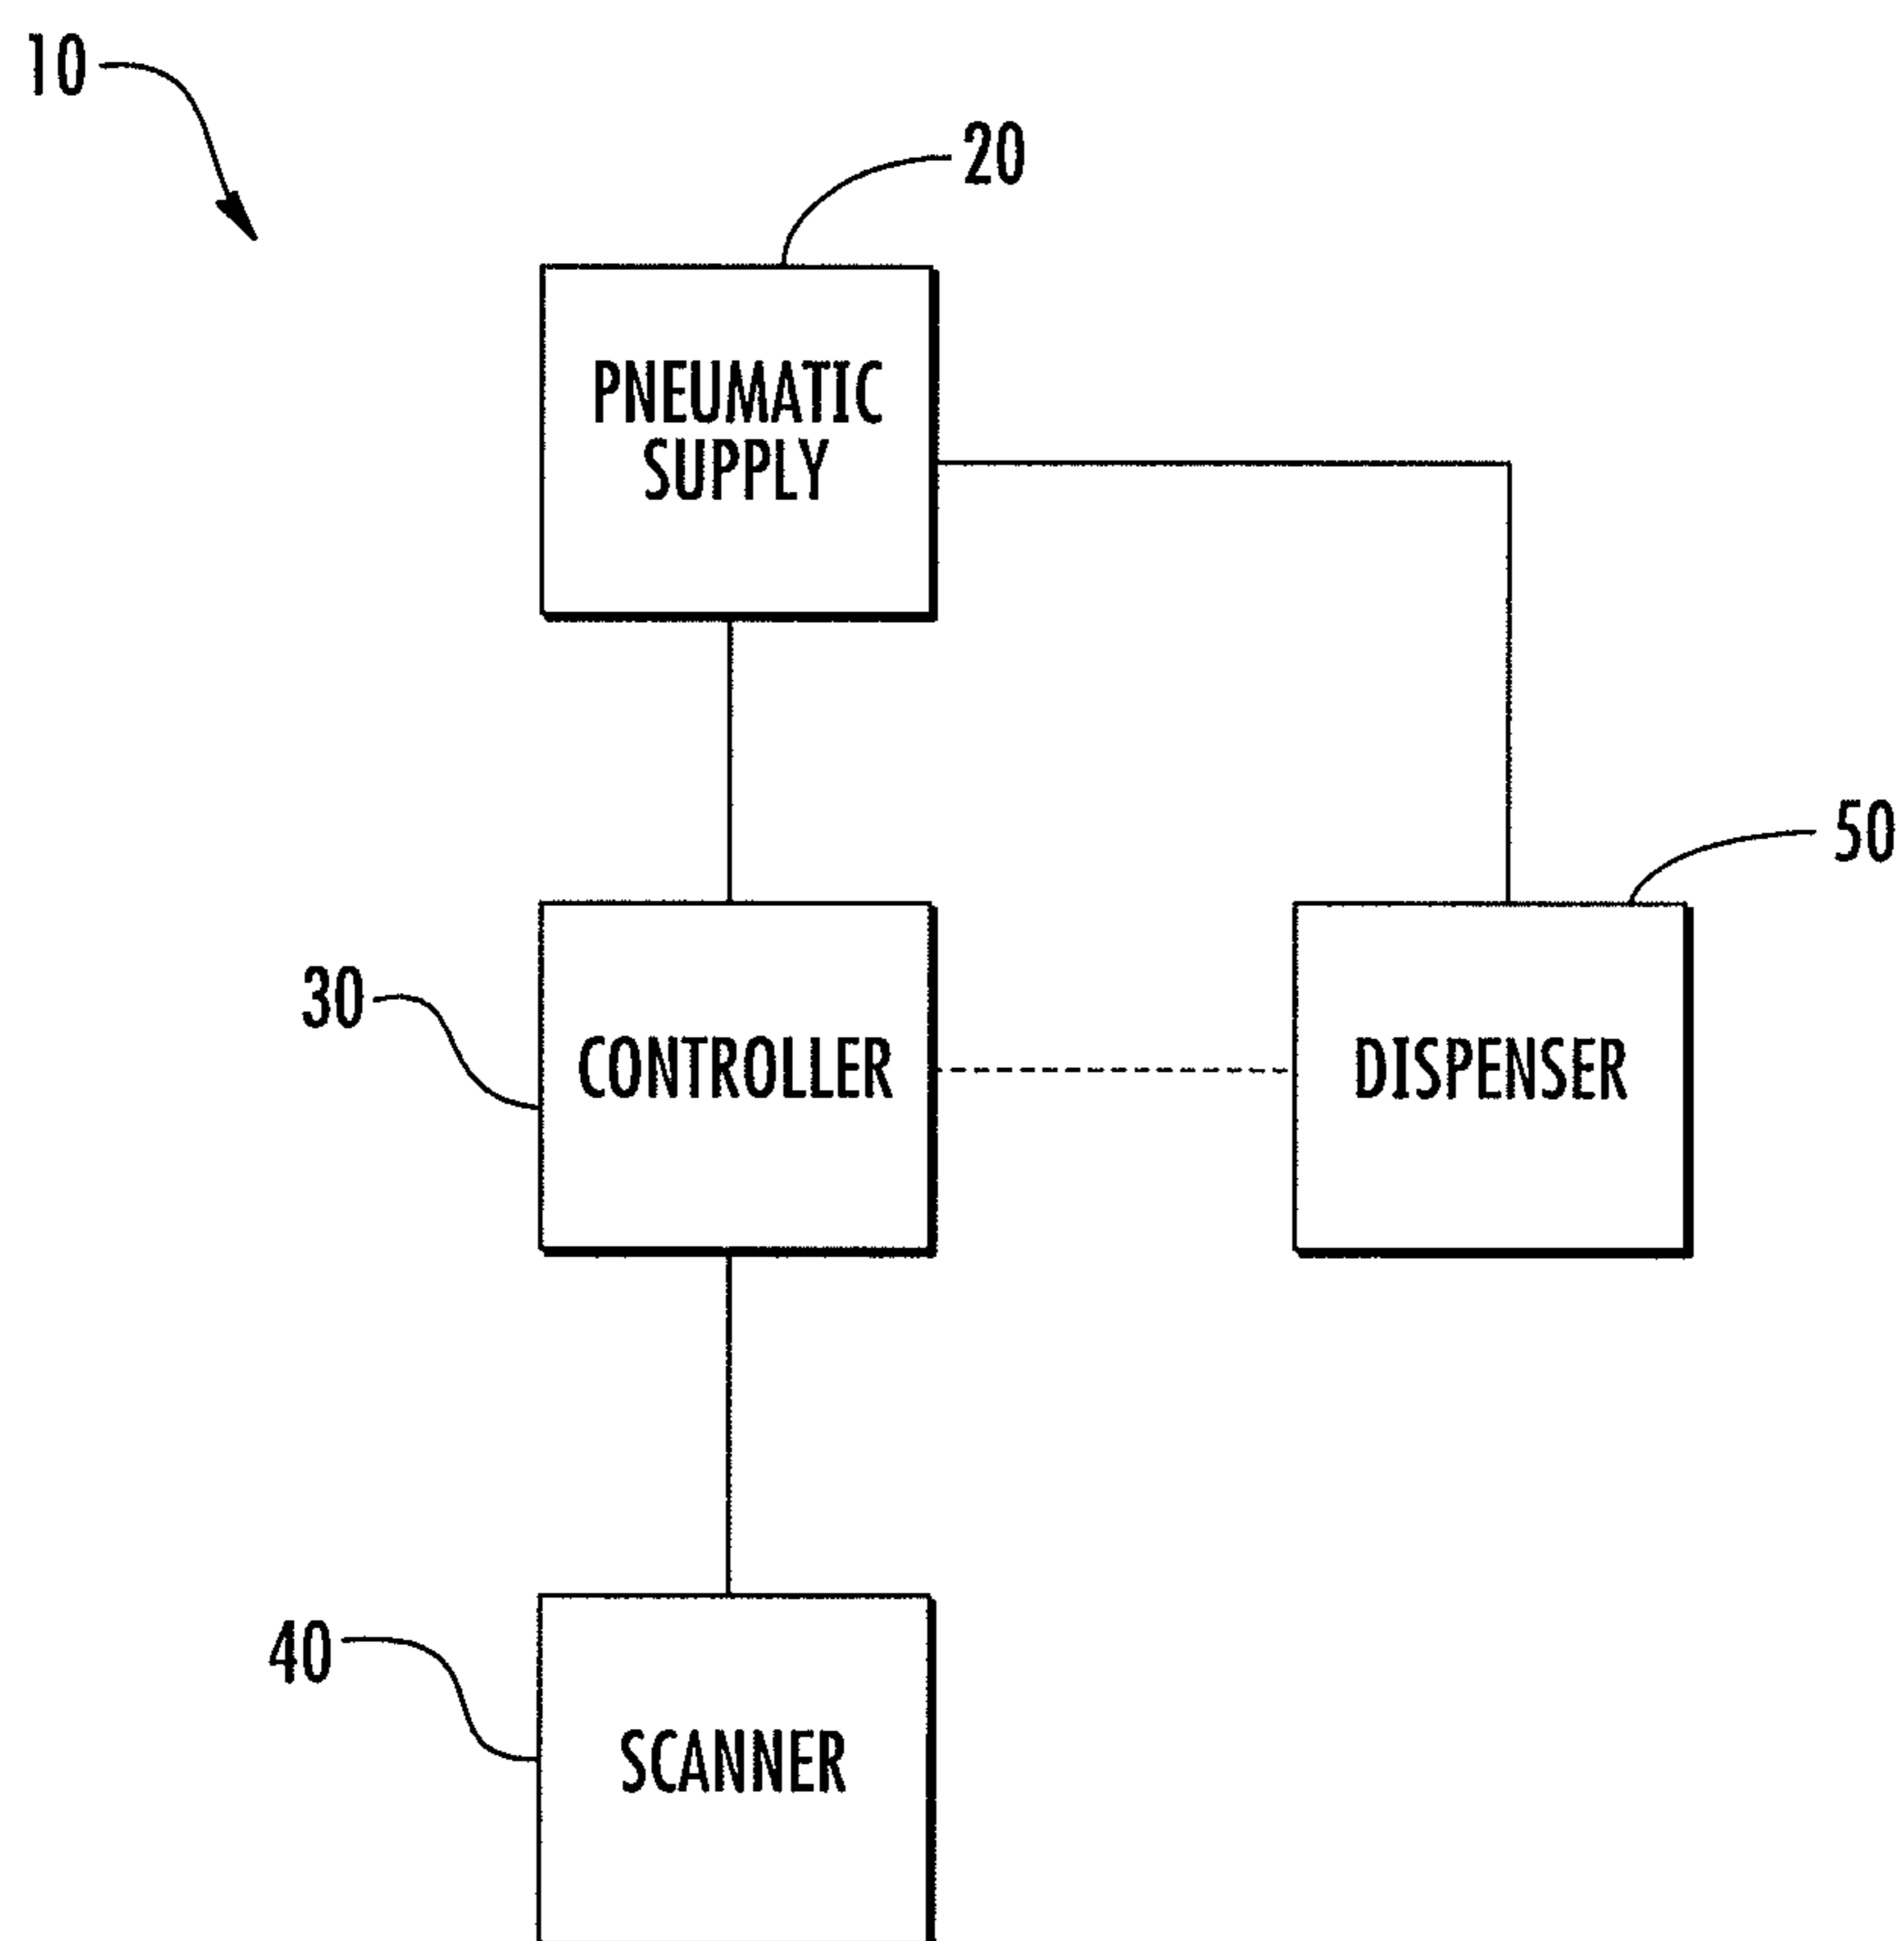 10
20
PNEUMATIC
SUPPLY
50
30
CONTROLLER
DISPENSER
40
SCANNER